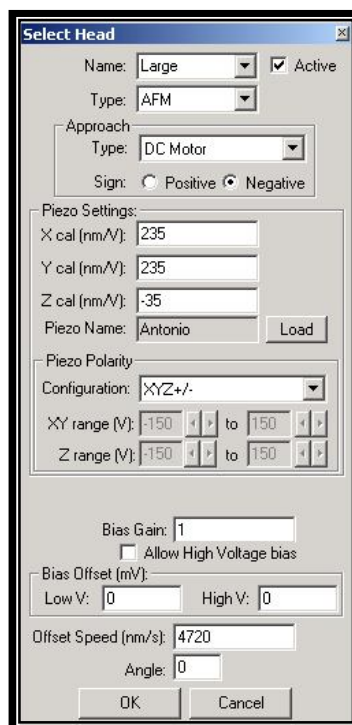 Select Head
Name: Large Active
Type: AFM
Approach
Type: DC Motor
Sign: Positive Negative
Piezo Settings:
X cal (nm/V): 235
Y cal (nm/V): 235
Z cal (nm/V): -35
Piezo Name: Antonio Load
Piezo Polarity
Configuration: XYZ+/-
XY range (V): -150 to 150
Z range (V): -150 to 150
Bias Gain: 1
Allow High Voltage bias
Bias Offset (mV):
Low V: 0 High V: 0
Offset Speed (nm/s): 4720
Angle: 0
OK Cancel